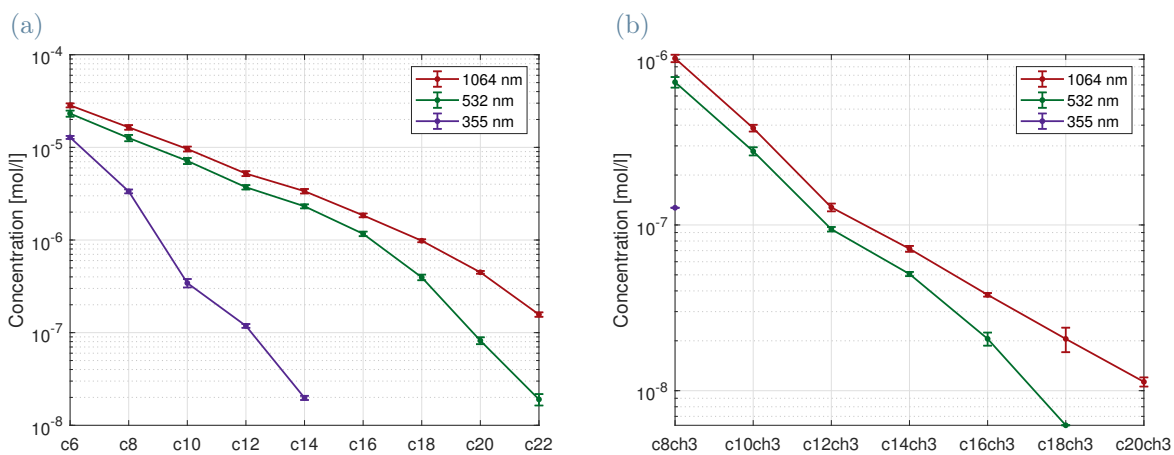 (a)
10^-4
10^-5
10^-6
10^-7
10^-8
Concentration [mol/l]
1064 nm
532 nm
355 nm
c6 c8 c10 c12 c14 c16 c18 c20 c22
(b)
10^-6
10^-7
10^-8
Concentration [mol/l]
1064 nm
532 nm
355 nm
c8ch3 c10ch3 c12ch3 c14ch3 c16ch3 c18ch3 c20ch3